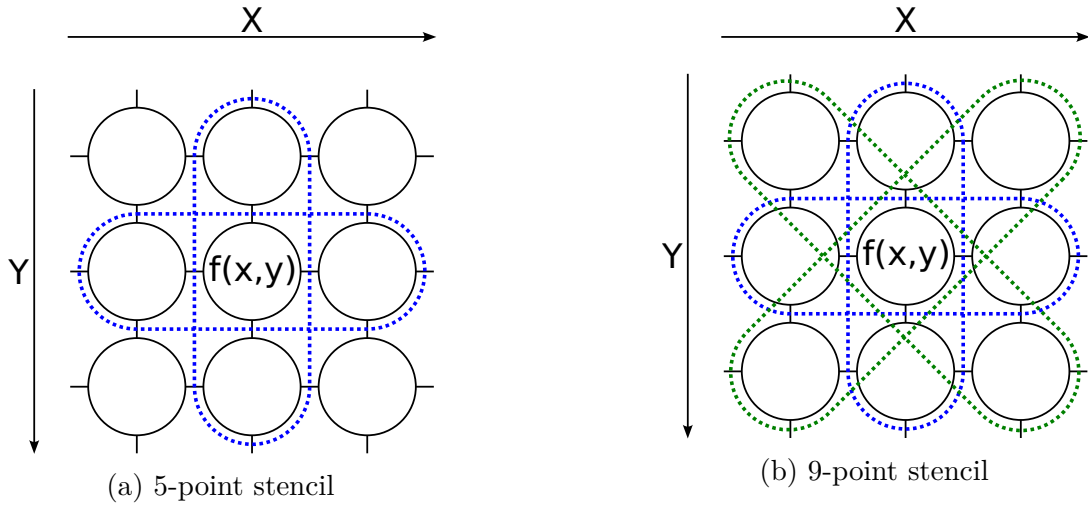 X
Y
f(x,y)
(a) 5-point stencil
X
Y
f(x,y)
(b) 9-point stencil